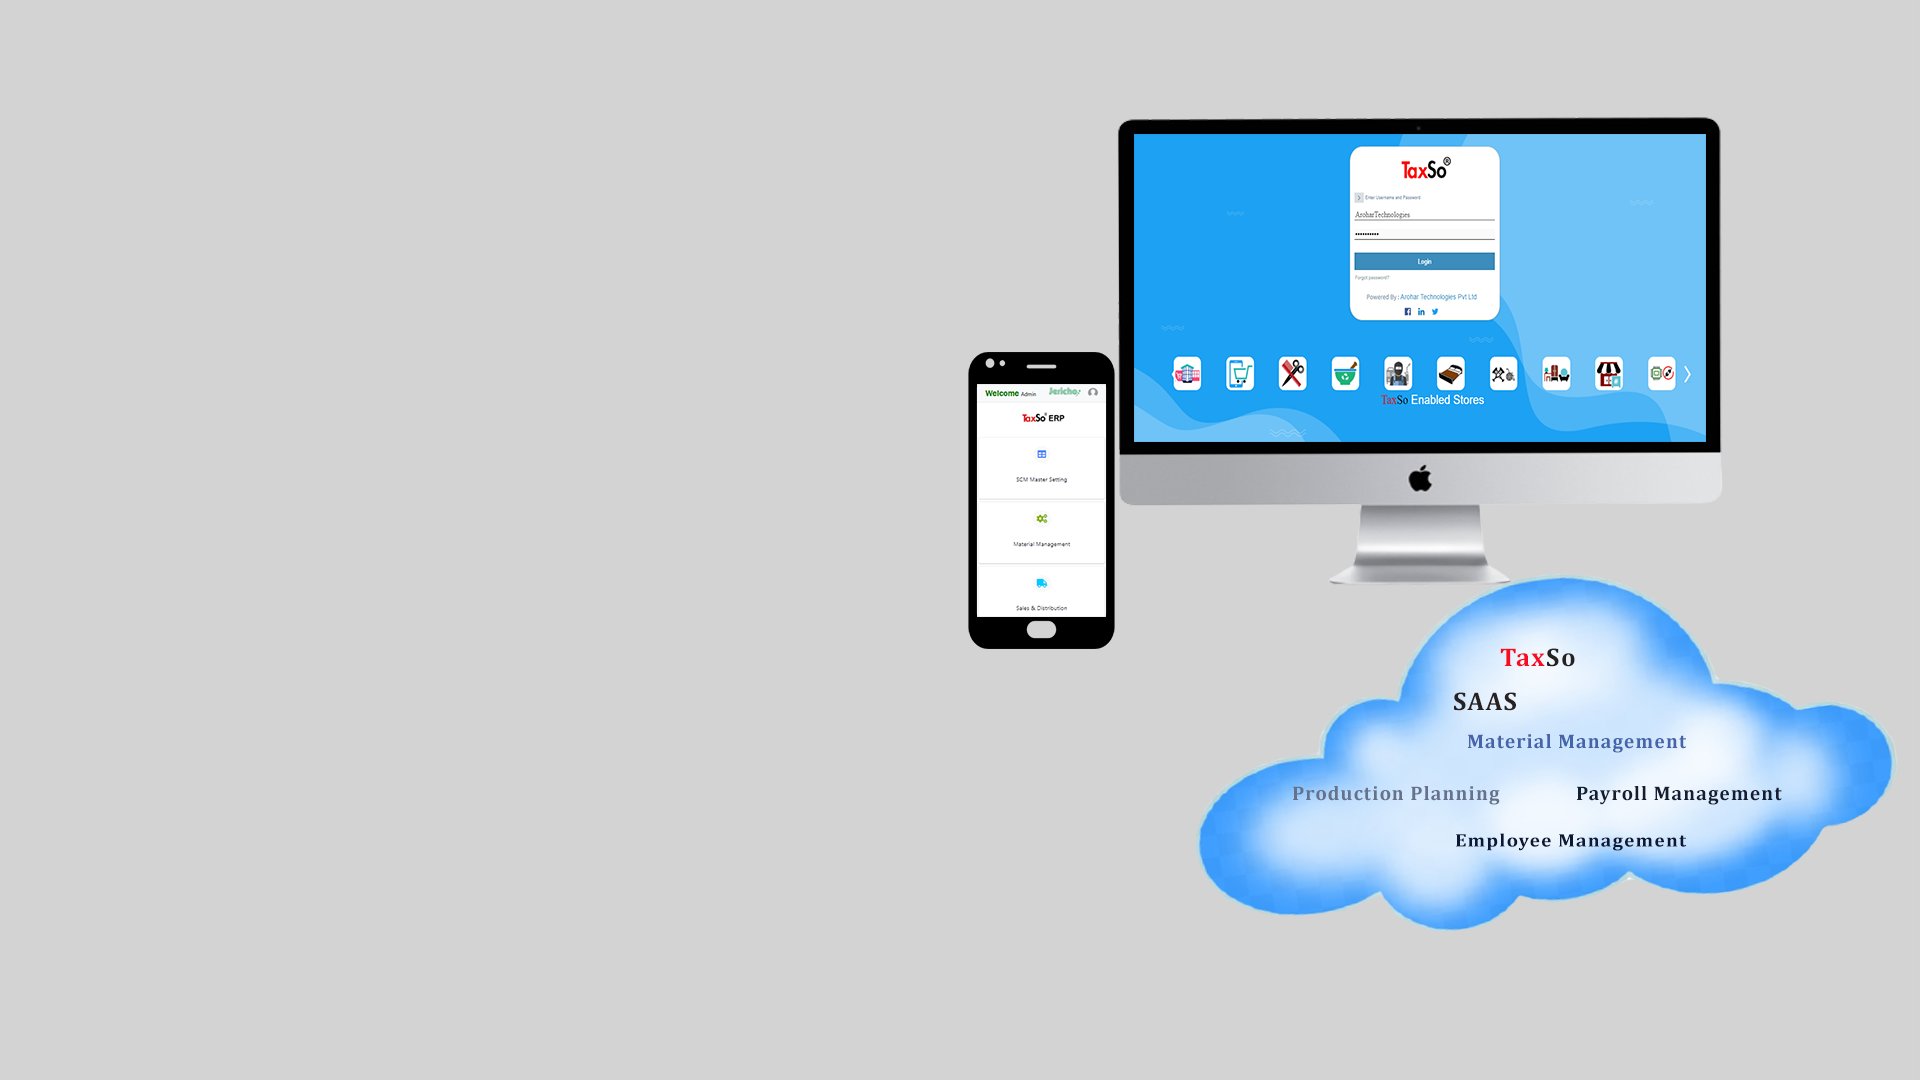 TaxSo®
Enter Username and Password
AroharTechnologies
••••••••••
Login
Forgot password?
Powered By : Arohar Technologies Pvt Ltd
TaxSo Enabled Stores
Welcome Admin Jericho
TaxSo® ERP
SCM Master Setting
Material Management
Sales & Distribution
TaxSo
SAAS
Material Management
Production Planning Payroll Management
Employee Management